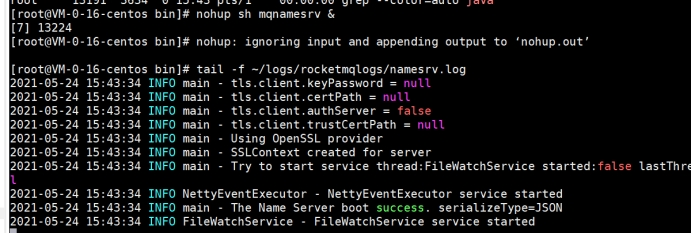 root 13191 3634 0 15:43 pts/1 00:00:00 grep --color=auto java
[root@VM-0-16-centos bin]# nohup sh mqnamesrv &
[7] 13224
[root@VM-0-16-centos bin]# nohup: ignoring input and appending output to ‘nohup.out’
[root@VM-0-16-centos bin]# tail -f ~/logs/rocketmqlogs/namesrv.log
2021-05-24 15:43:34 INFO main - tls.client.keyPassword = null
2021-05-24 15:43:34 INFO main - tls.client.certPath = null
2021-05-24 15:43:34 INFO main - tls.client.authServer = false
2021-05-24 15:43:34 INFO main - tls.client.trustCertPath = null
2021-05-24 15:43:34 INFO main - Using OpenSSL provider
2021-05-24 15:43:34 INFO main - SSLContext created for server
2021-05-24 15:43:34 INFO main - Try to start service thread:FileWatchService started:false lastThre
l
2021-05-24 15:43:34 INFO NettyEventExecutor - NettyEventExecutor service started
2021-05-24 15:43:34 INFO main - The Name Server boot success. serializeType=JSON
2021-05-24 15:43:34 INFO FileWatchService - FileWatchService service started